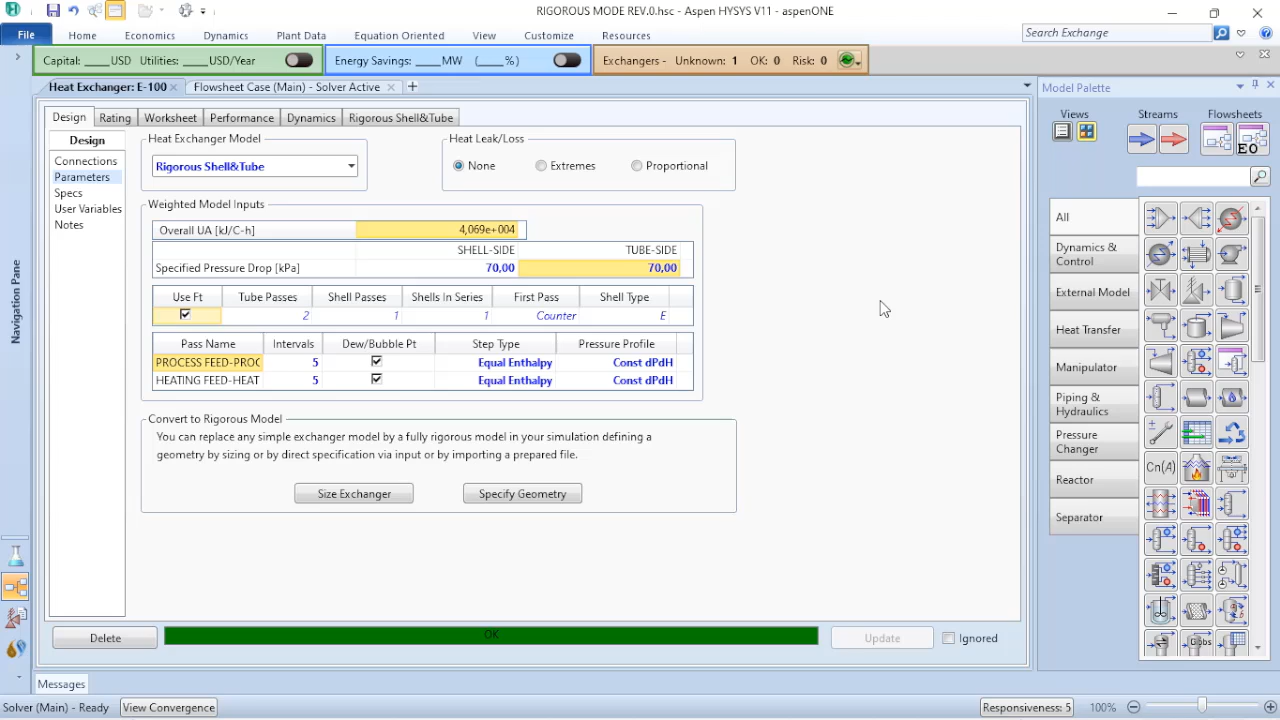 RIGOROUS MODE REV.0.hsc - Aspen HYSYS V11 - aspenONE
File Home Economics Dynamics Plant Data Equation Oriented View Customize Resources
Search Exchange
Capital: ____USD Utilities: ____USD/Year
Energy Savings: ____MW (____%)
Exchangers - Unknown: 1 OK: 0 Risk: 0
Heat Exchanger: E-100
Flowsheet Case (Main) - Solver Active
Model Palette
Design Rating Worksheet Performance Dynamics Rigorous Shell&Tube
Design
Connections
Parameters
Specs
User Variables
Notes
Heat Exchanger Model
Rigorous Shell&Tube
Heat Leak/Loss
None Extremes Proportional
Weighted Model Inputs
Overall UA [kJ/C-h] 4,069e+004
SHELL-SIDE TUBE-SIDE
Specified Pressure Drop [kPa] 70,00 70,00
Use Ft Tube Passes Shell Passes Shells In Series First Pass Shell Type
2 1 1 Counter E
Pass Name Intervals Dew/Bubble Pt Step Type Pressure Profile
PROCESS FEED-PROC 5 Equal Enthalpy Const dPdH
HEATING FEED-HEAT 5 Equal Enthalpy Const dPdH
Convert to Rigorous Model
You can replace any simple exchanger model by a fully rigorous model in your simulation defining a
geometry by sizing or by direct specification via input or by importing a prepared file.
Size Exchanger Specify Geometry
Delete OK Update Ignored
Views Streams Flowsheets
EO
All
Dynamics &
Control
External Model
Heat Transfer
Manipulator
Piping &
Hydraulics
Pressure
Changer
Reactor
Separator
Cn(A)
Gibbs
Navigation Pane
Messages
Solver (Main) - Ready View Convergence Responsiveness: 5 100%